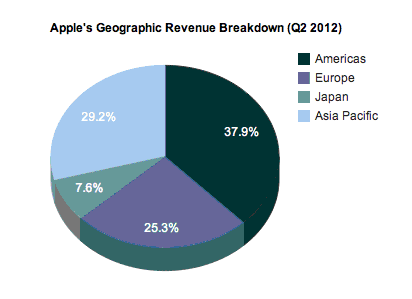 Apple's Geographic Revenue Breakdown (Q2 2012)
Americas
Europe
Japan
Asia Pacific
29.2%
37.9%
7.6%
25.3%